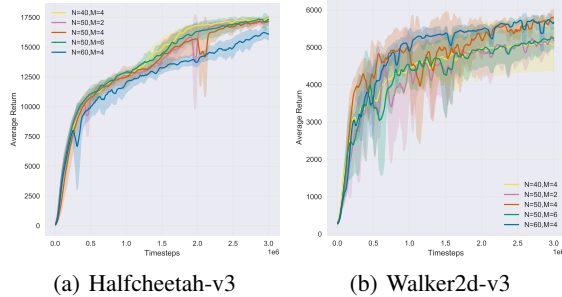 N=40,M=4
N=50,M=2
N=50,M=4
N=50,M=6
N=60,M=4
17500
15000
12500
10000
7500
5000
2500
0
Average Return
0.0 0.5 1.0 1.5 2.0 2.5 3.0
1e6
Timesteps
(a) Halfcheetah-v3
6000
5000
4000
3000
2000
1000
0
Average Return
N=40,M=4
N=50,M=2
N=50,M=4
N=50,M=6
N=60,M=4
0.0 0.5 1.0 1.5 2.0 2.5 3.0
1e6
Timesteps
(b) Walker2d-v3